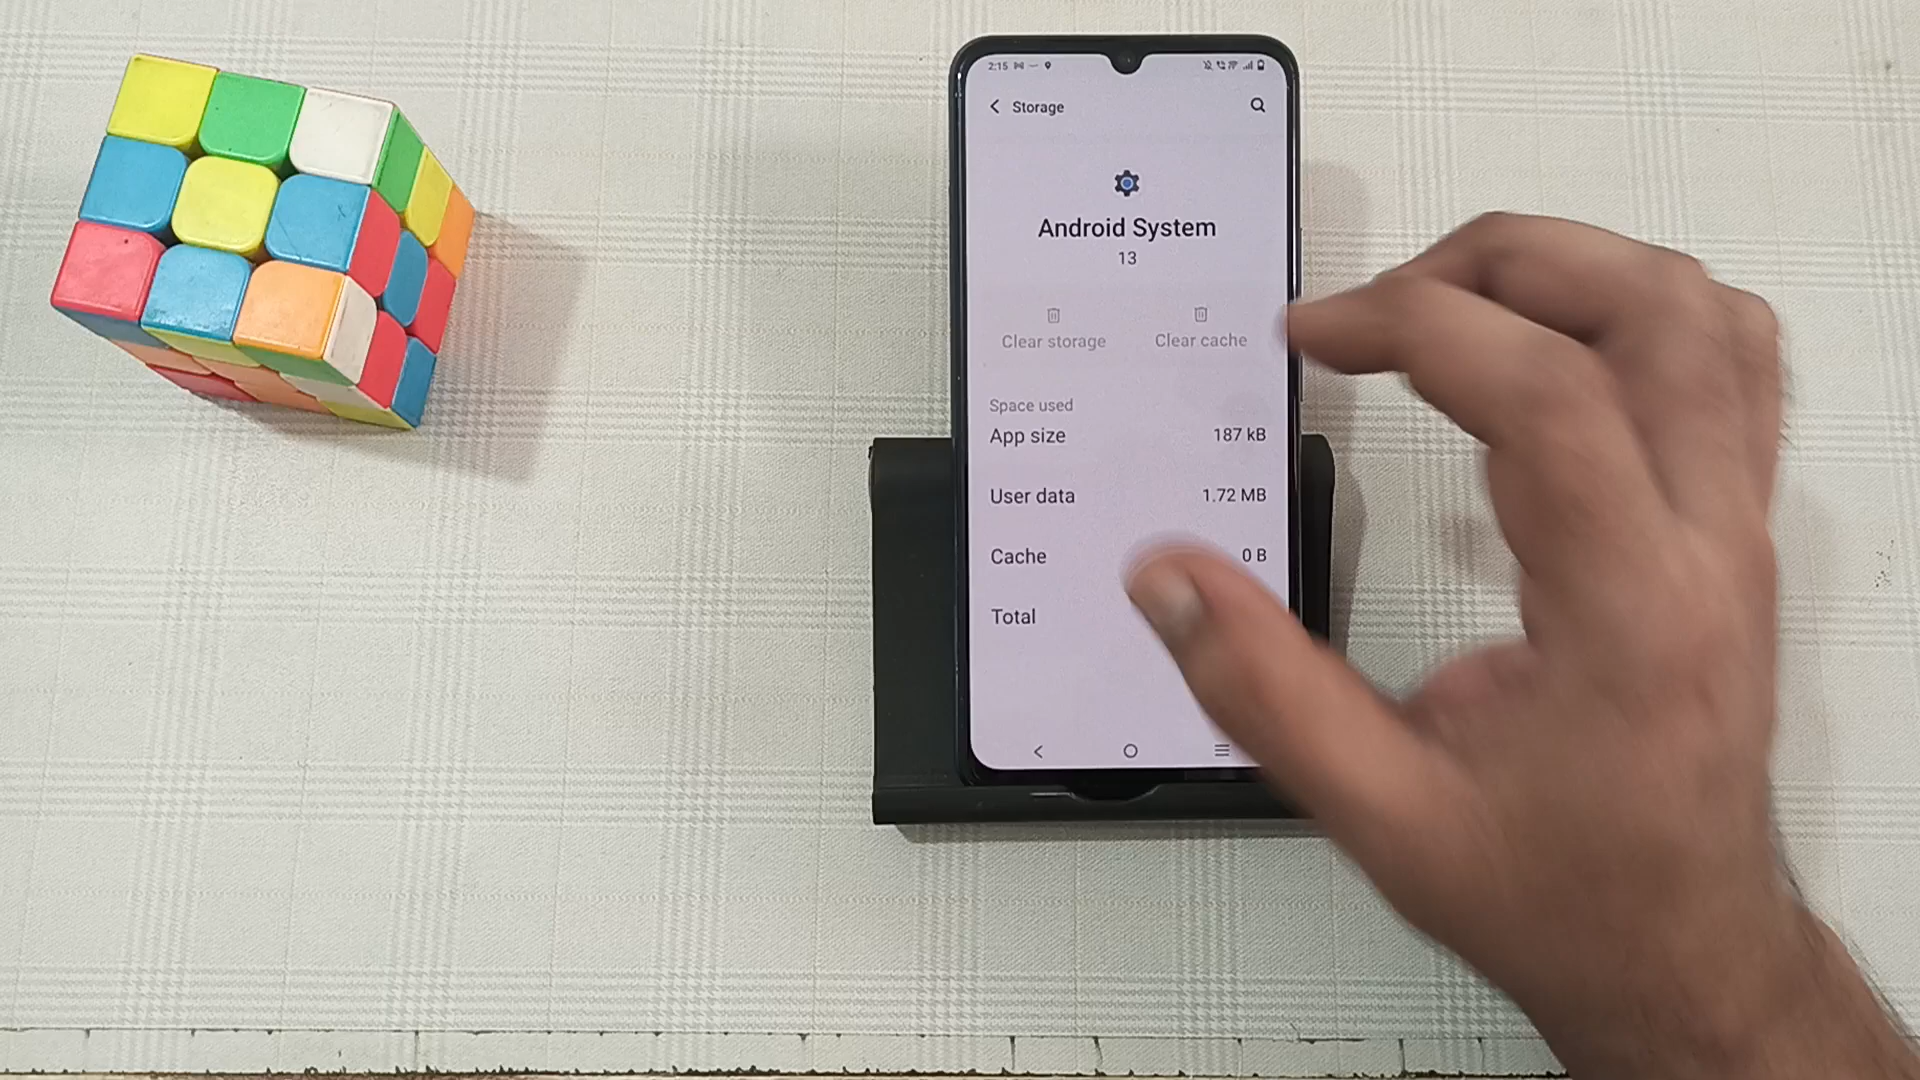 2:15
Storage
Android System
13
Clear storage
Clear cache
Space used
App size 187 kB
User data 1.72 MB
Cache 0 B
Total